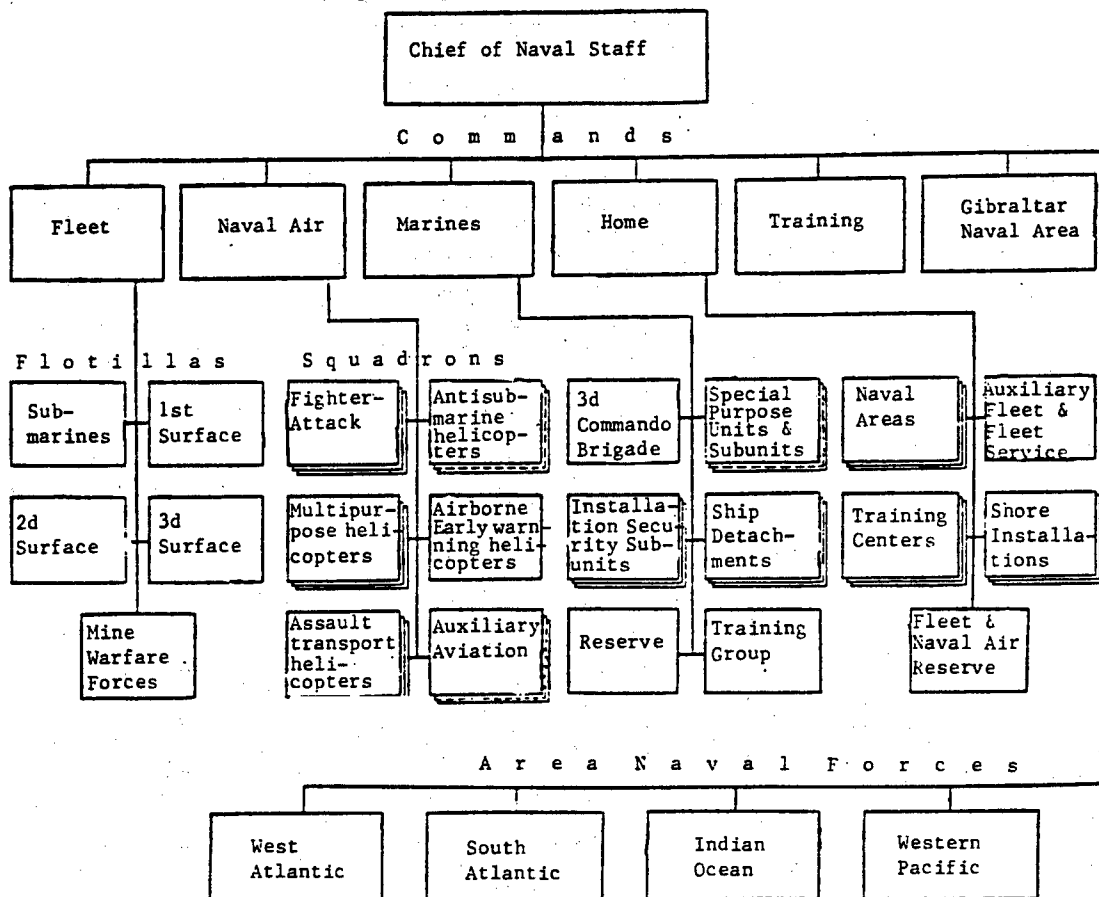 Chief of Naval Staff
C o m m a n d s
Fleet
Naval Air
Marines
Home
Training
Gibraltar
Naval Area
F l o t i l l a s
S q u a d r o n s
Sub-
marines
1st
Surface
Fighter-
Attack
Antisub-
marine
helicop-
ters
3d
Commando
Brigade
Special
Purpose
Units &
Subunits
Naval
Areas
Auxiliary
Fleet &
Fleet
Service
2d
Surface
3d
Surface
Multipur-
pose heli-
copters
Airborne
Early warn-
ning heli-
copters
Installa-
tion Secu-
rity Sub-
units
Ship
Detach-
ments
Training
Centers
Shore
Installa-
tions
Mine
Warfare
Forces
Assault
transport
heli-
copters
Auxiliary
Aviation
Reserve
Training
Group
Fleet &
Naval Air
Reserve
A r e a N a v a l F o r c e s
West
Atlantic
South
Atlantic
Indian
Ocean
Western
Pacific